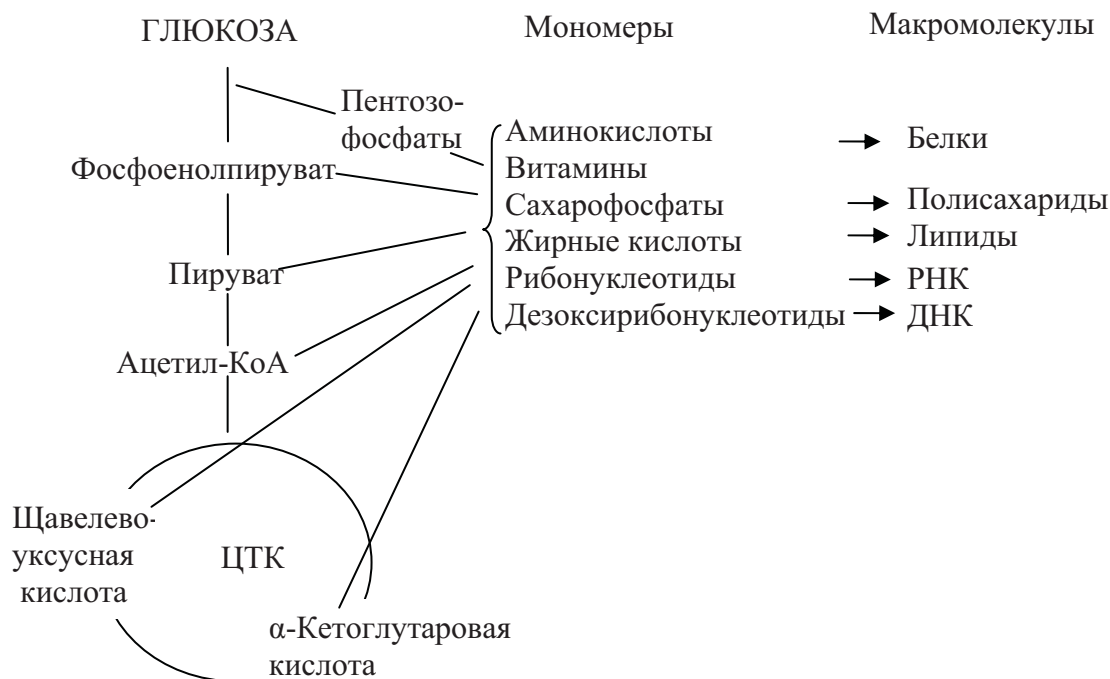 ГЛЮКОЗА
Мономеры
Макромолекулы
Пентозо-
фосфаты
Фосфоенолпируват
Пируват
Ацетил-КоА
Щавелево-
уксусная
кислота
ЦТК
α-Кетоглутаровая
кислота
Аминокислоты
Витамины
Сахарофосфаты
Жирные кислоты
Рибонуклеотиды
Дезоксирибонуклеотиды
Белки
Полисахариды
Липиды
РНК
ДНК